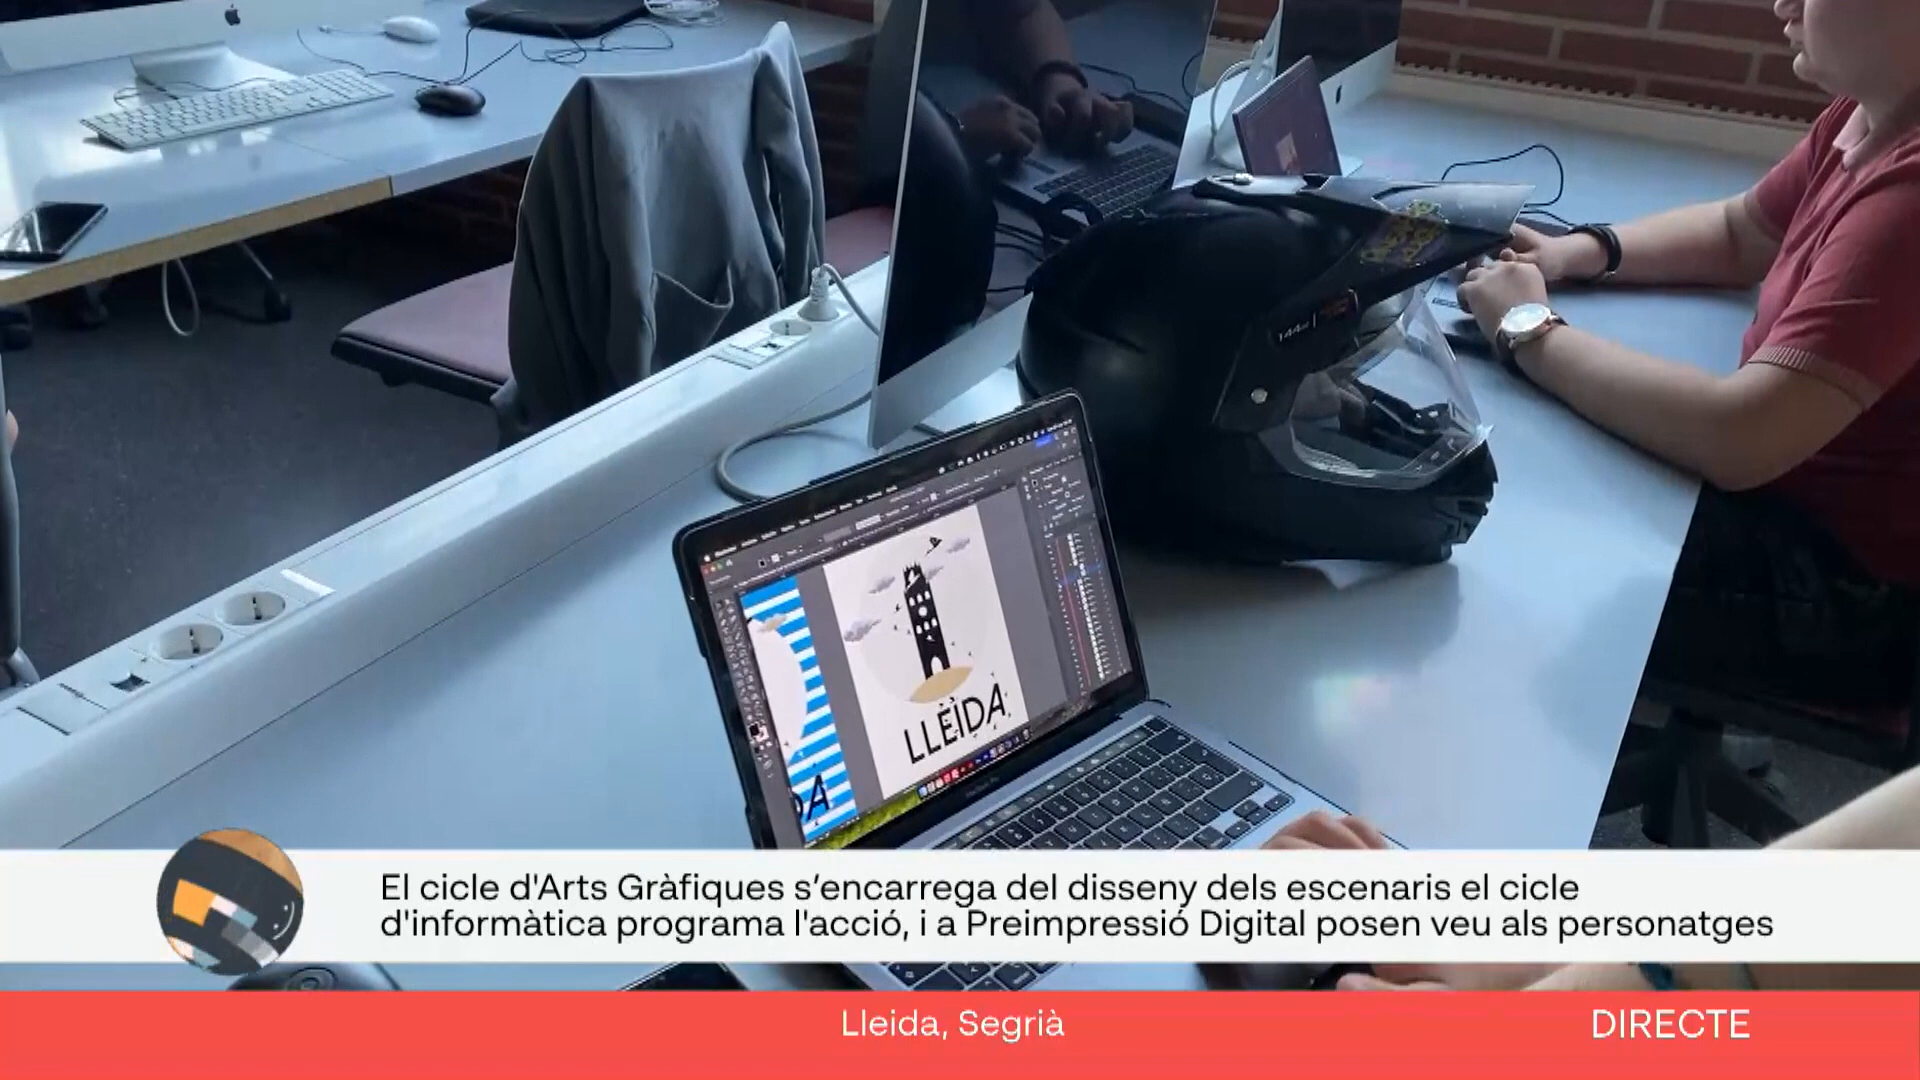 LLEIDA
El cicle d'Arts Gràfiques s’encarrega del disseny dels escenaris el cicle
d'informàtica programa l'acció, i a Preimpressió Digital posen veu als personatges
Lleida, Segrià
DIRECTE